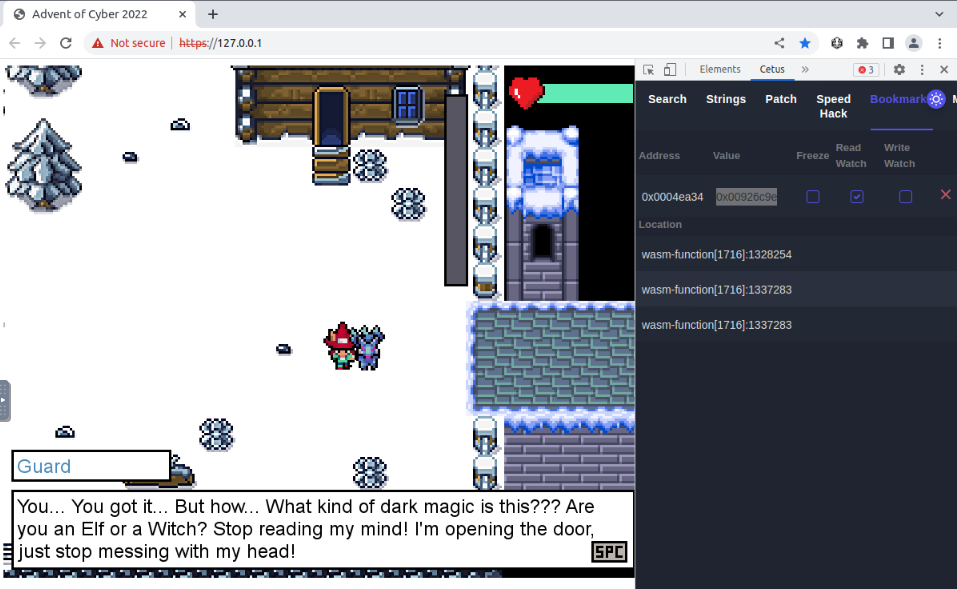 Advent of Cyber 2022
Not secure
https://127.0.0.1
Elements
Cetus
3
Search
Strings
Patch
Speed
Hack
Bookmark
M
Address
Value
Freeze
Read
Watch
Write
Watch
0x0004ea34
0x00926c9e
Location
wasm-function[1716]:1328254
wasm-function[1716]:1337283
wasm-function[1716]:1337283
Guard
You... You got it... But how... What kind of dark magic is this??? Are
you an Elf or a Witch? Stop reading my mind! I'm opening the door,
just stop messing with my head!
SPC